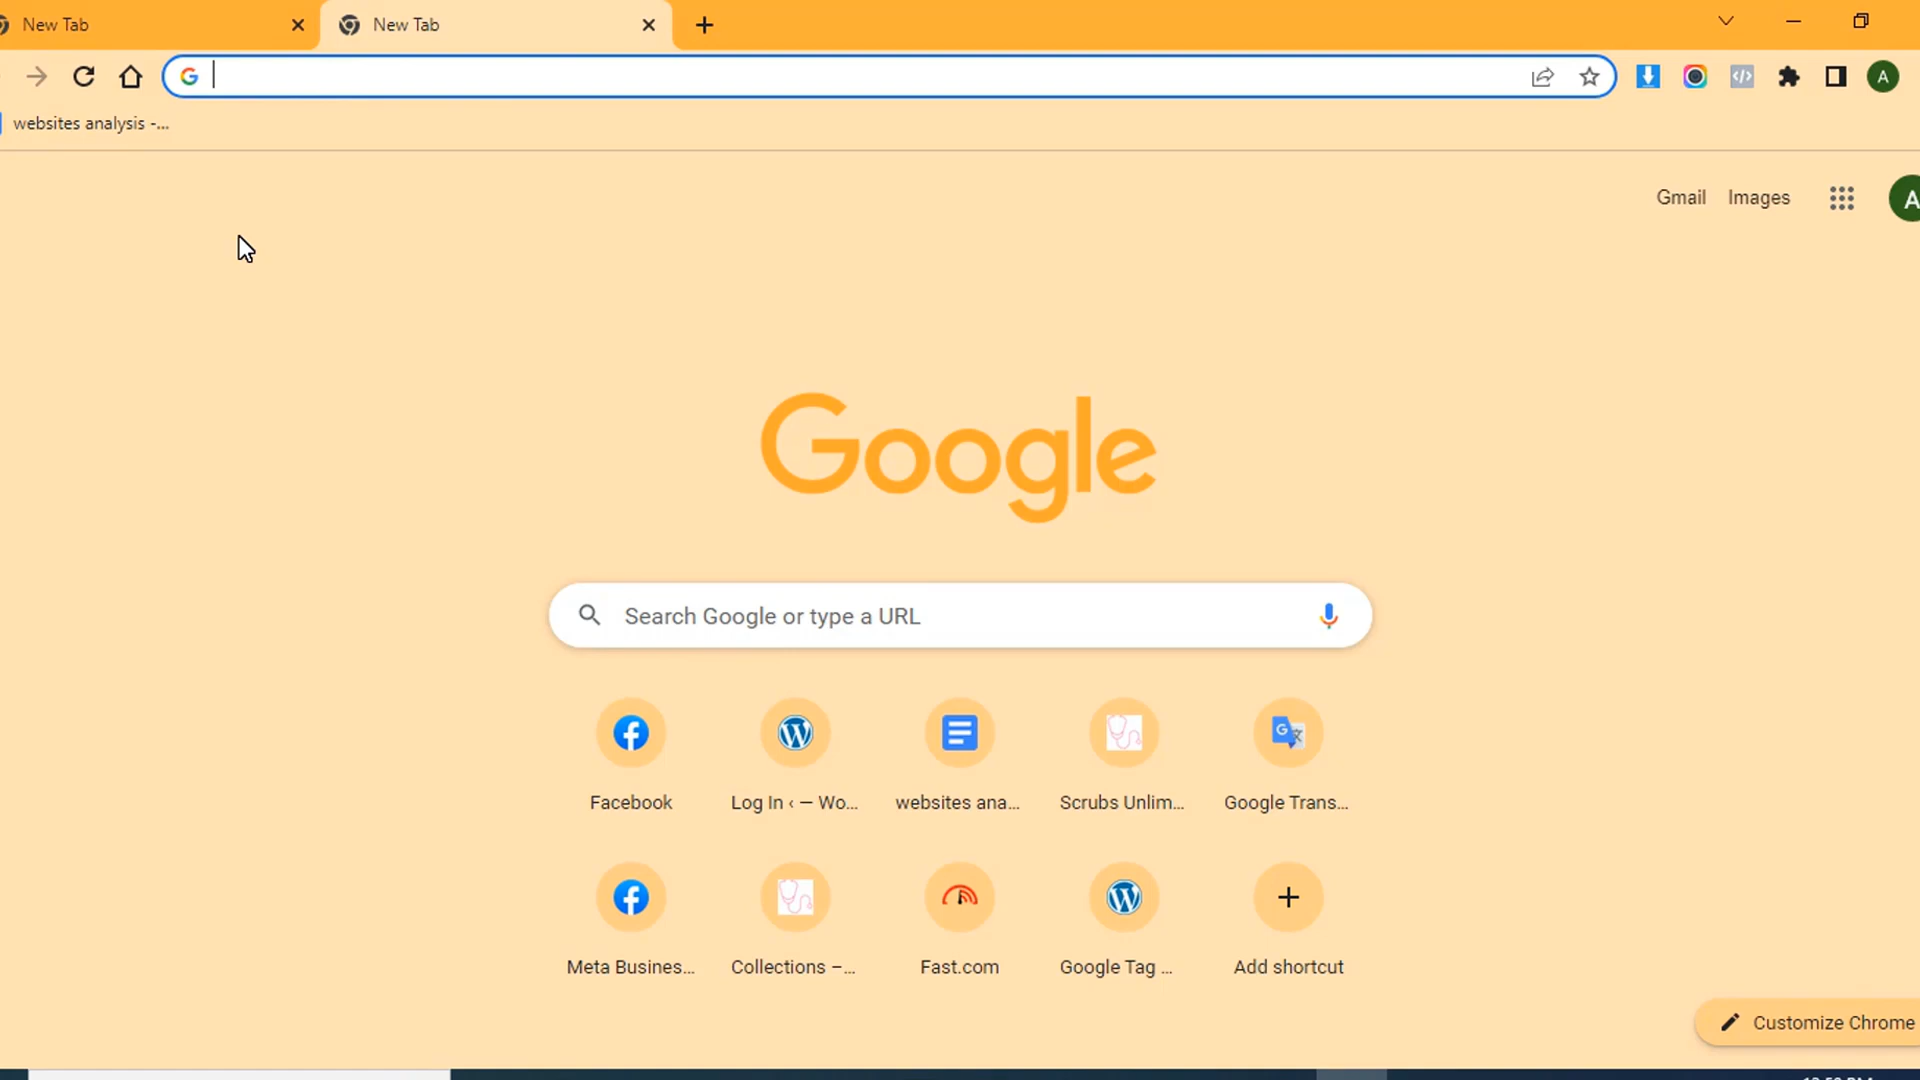 New Tab
New Tab
websites analysis -...
Gmail Images
A
A
Google
Search Google or type a URL
Facebook
Log In ‹ — Wo...
websites ana...
Scrubs Unlim...
Google Trans...
Meta Busines...
Collections –...
Fast.com
Google Tag ...
Add shortcut
Customize Chrome